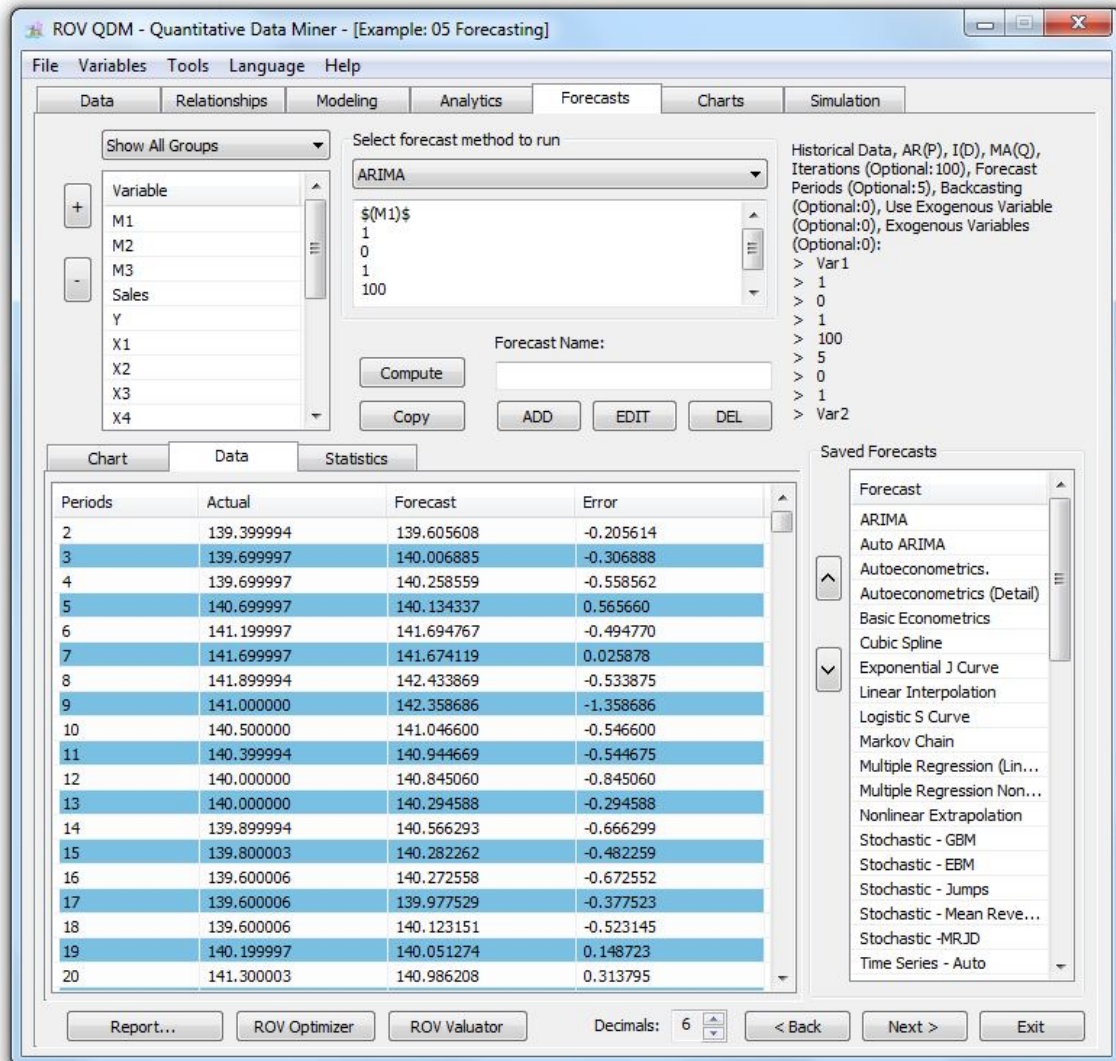 ROV QDM - Quantitative Data Miner - [Example: 05 Forecasting]
File Variables Tools Language Help
Data Relationships Modeling Analytics Forecasts Charts Simulation
Show All Groups
Variable
M1
M2
M3
Sales
Y
X1
X2
X3
X4
+
-
Select forecast method to run
ARIMA
$(M1)$
1
0
1
100
Forecast Name:
Compute
Copy ADD EDIT DEL
Historical Data, AR(P), I(D), MA(Q),
Iterations (Optional:100), Forecast
Periods (Optional:5), Backcasting
(Optional:0), Use Exogenous Variable
(Optional:0), Exogenous Variables
(Optional:0):
> Var1
> 1
> 0
> 1
> 100
> 5
> 0
> 1
> Var2
Chart Data Statistics
Periods Actual Forecast Error
2 139.399994 139.605608 -0.205614
3 139.699997 140.006885 -0.306888
4 139.699997 140.258559 -0.558562
5 140.699997 140.134337 0.565660
6 141.199997 141.694767 -0.494770
7 141.699997 141.674119 0.025878
8 141.899994 142.433869 -0.533875
9 141.000000 142.358686 -1.358686
10 140.500000 141.046600 -0.546600
11 140.399994 140.944669 -0.544675
12 140.000000 140.845060 -0.845060
13 140.000000 140.294588 -0.294588
14 139.899994 140.566293 -0.666299
15 139.800003 140.282262 -0.482259
16 139.600006 140.272558 -0.672552
17 139.600006 139.977529 -0.377523
18 139.600006 140.123151 -0.523145
19 140.199997 140.051274 0.148723
20 141.300003 140.986208 0.313795
Saved Forecasts
Forecast
ARIMA
Auto ARIMA
Autoeconometrics.
Autoeconometrics (Detail)
Basic Econometrics
Cubic Spline
Exponential J Curve
Linear Interpolation
Logistic S Curve
Markov Chain
Multiple Regression (Lin...
Multiple Regression Non...
Nonlinear Extrapolation
Stochastic - GBM
Stochastic - EBM
Stochastic - Jumps
Stochastic - Mean Reve...
Stochastic -MRJD
Time Series - Auto
Report... ROV Optimizer ROV Valuator Decimals: 6 < Back Next > Exit